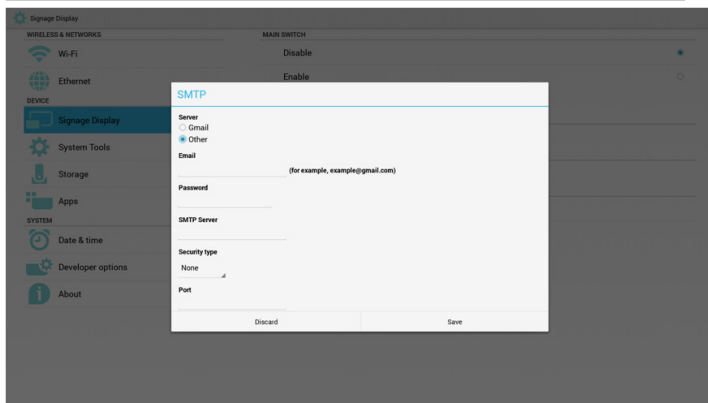 Signage Display
WIRELESS & NETWORKS
Wi-Fi
Ethernet
DEVICE
Signage Display
System Tools
Storage
Apps
SYSTEM
Date & time
Developer options
About
MAIN SWITCH
Disable
Enable
SMTP
Server
Gmail
Other
Email
(for example, example@gmail.com)
Password
SMTP Server
Security type
None
Port
Discard Save